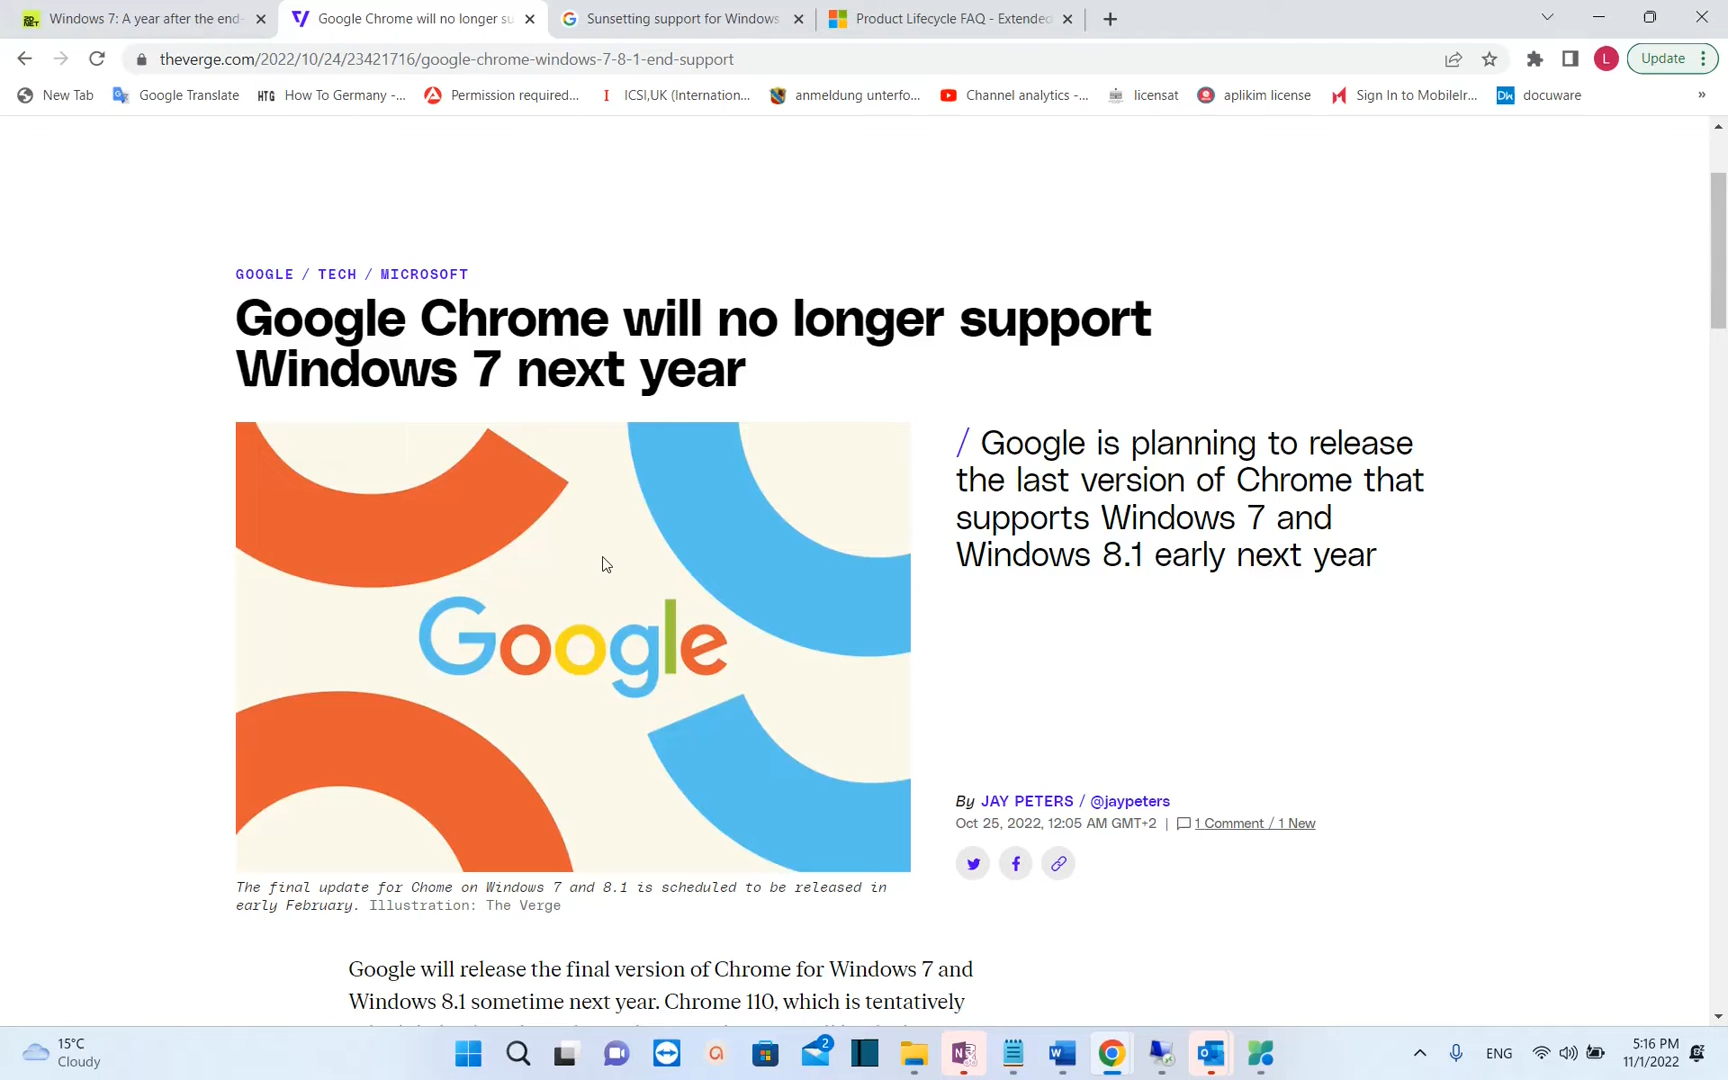 Windows 7: A year after the end-
Google Chrome will no longer su
Sunsetting support for Windows
Product Lifecycle FAQ - Extended
theverge.com/2022/10/24/23421716/google-chrome-windows-7-8-1-end-support
L
Update
New Tab
Google Translate
HTG How To Germany -...
Permission required...
ICSI,UK (Internation...
anmeldung unterfo...
Channel analytics -...
licensat
aplikim license
Sign In to MobileIr...
DW docuware
»
GOOGLE / TECH / MICROSOFT
Google Chrome will no longer support
Windows 7 next year
Google
/ Google is planning to release
the last version of Chrome that
supports Windows 7 and
Windows 8.1 early next year
By JAY PETERS / @jaypeters
Oct 25, 2022, 12:05 AM GMT+2 | 1 Comment / 1 New
The final update for Chome on Windows 7 and 8.1 is scheduled to be released in
early February. Illustration: The Verge
Google will release the final version of Chrome for Windows 7 and
Windows 8.1 sometime next year. Chrome 110, which is tentatively
15°C
Cloudy
2
ENG
5:16 PM
11/1/2022